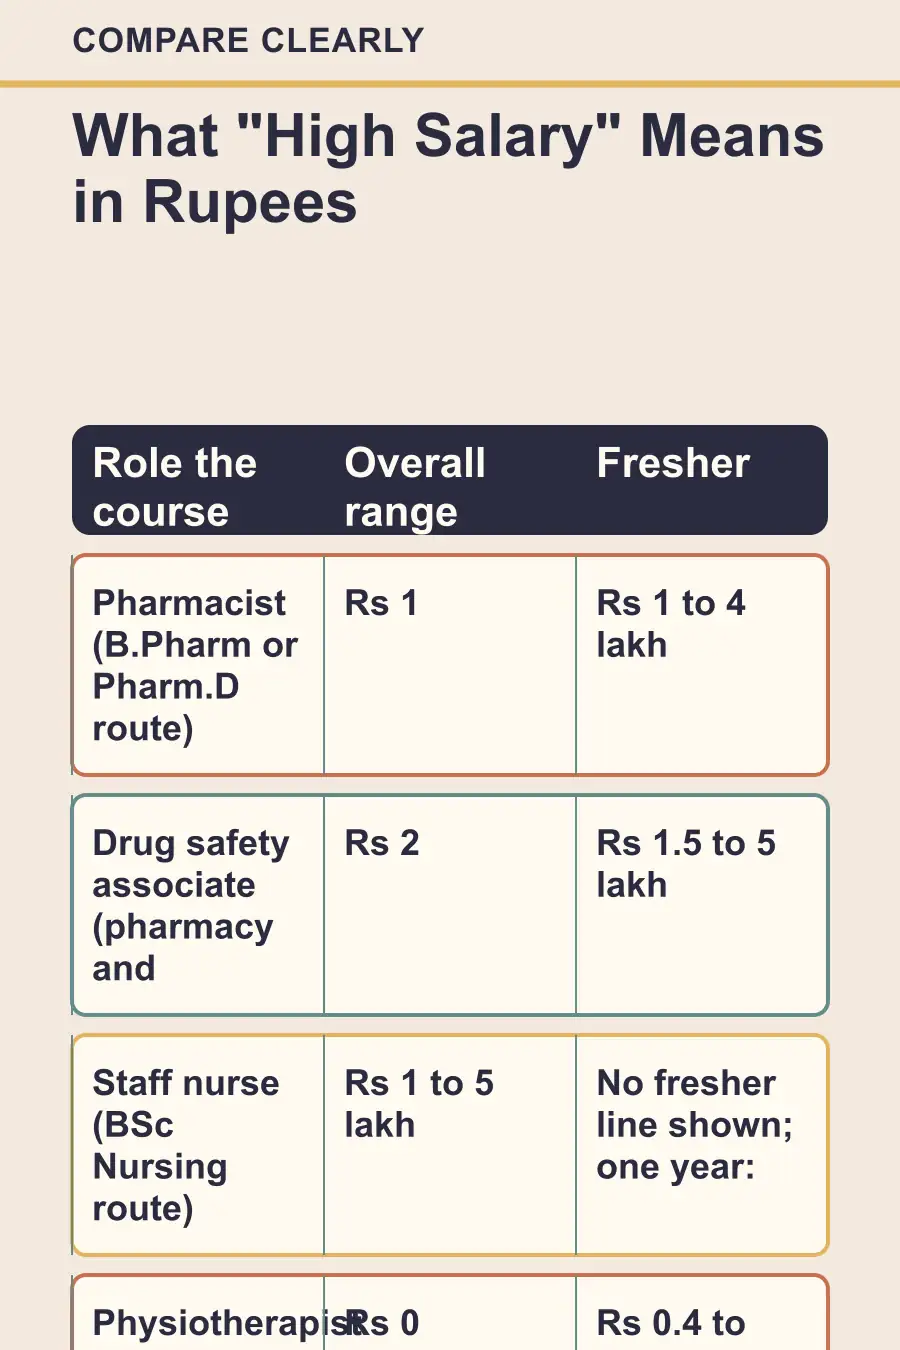 COMPARE CLEARLY
What "High Salary" Means
in Rupees
Role the
course
Overall
range
Fresher
Pharmacist
(B.Pharm or
Pharm.D
route)
Rs 1
Rs 1 to 4
lakh
Drug safety
associate
(pharmacy
and
Rs 2
Rs 1.5 to 5
lakh
Staff nurse
(BSc
Nursing
route)
Rs 1 to 5
lakh
No fresher
line shown;
one year:
Physiotherapist
Rs 0
Rs 0.4 to